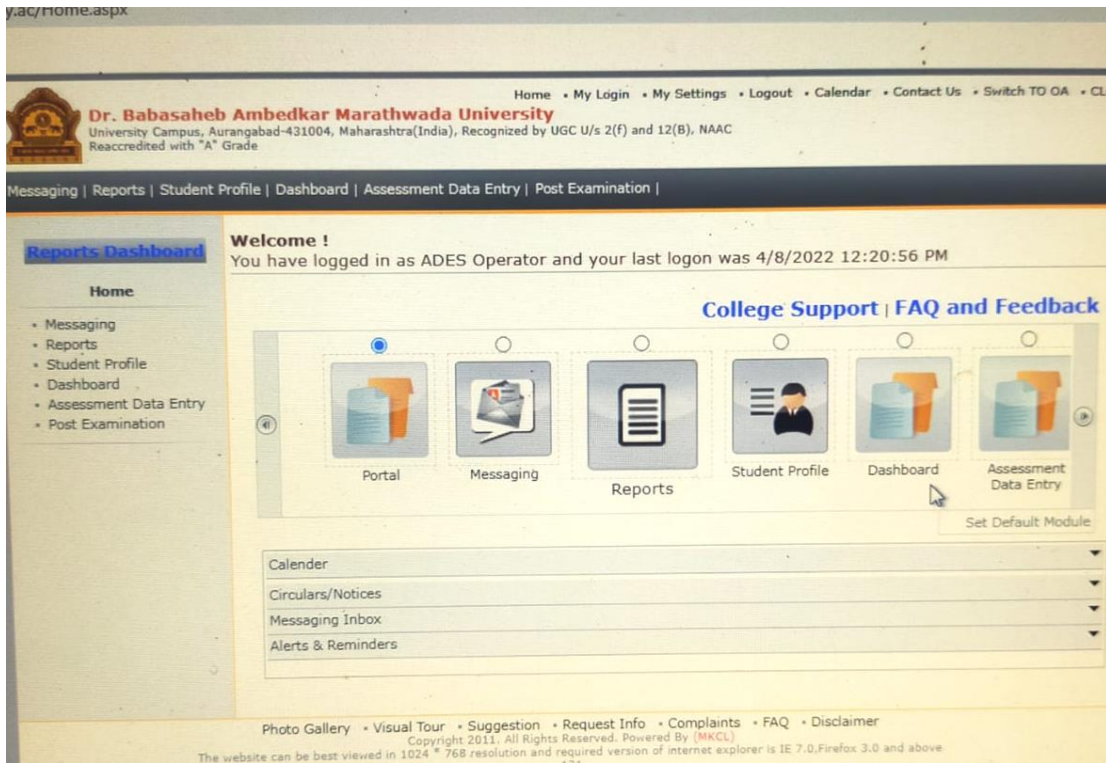 y.ac/Home.aspx
Home • My Login • My Settings • Logout • Calendar • Contact Us • Switch TO OA • CL
Dr. Babasaheb Ambedkar Marathwada University
University Campus, Aurangabad-431004, Maharashtra(India), Recognized by UGC U/s 2(f) and 12(B), NAAC
Reaccredited with "A" Grade
Messaging | Reports | Student Profile | Dashboard | Assessment Data Entry | Post Examination |
Reports Dashboard
Home
• Messaging
• Reports
• Student Profile
• Dashboard
• Assessment Data Entry
• Post Examination
Welcome !
You have logged in as ADES Operator and your last logon was 4/8/2022 12:20:56 PM
College Support | FAQ and Feedback
Portal
Messaging
Reports
Student Profile
Dashboard
Assessment
Data Entry
Set Default Module
Calender
Circulars/Notices
Messaging Inbox
Alerts & Reminders
Photo Gallery • Visual Tour • Suggestion • Request Info • Complaints • FAQ • Disclaimer
Copyright 2011. All Rights Reserved. Powered By (MKCL)
The website can be best viewed in 1024 * 768 resolution and required version of internet explorer is IE 7.0,Firefox 3.0 and above